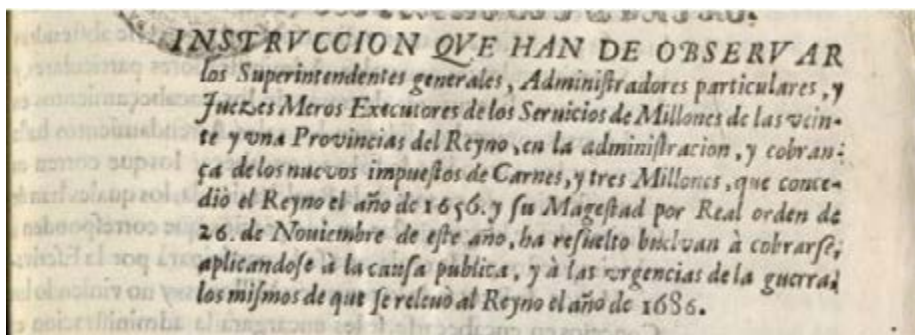 INSTRVCCION QVE HAN DE OBSERVAR
los Superintendentes generales, Administradores particulares, y
Juezes Meros Executores de los Seruicios de Millones de las vein-
te y vna Provincias del Reyno, en la administracion, y cobran-
ça de los nuevos impuestos de Carnes, y tres Millones, que conce-
diò el Reyno el año de 1656. y su Magestad por Real orden de
26. de Noviembre de este año, ha resuelto buelvan à cobrarse,
aplicandose à la causa publica, y à las vrgencias de la guerra,
los mismos de que se releuò al Reyno el año de 1686.